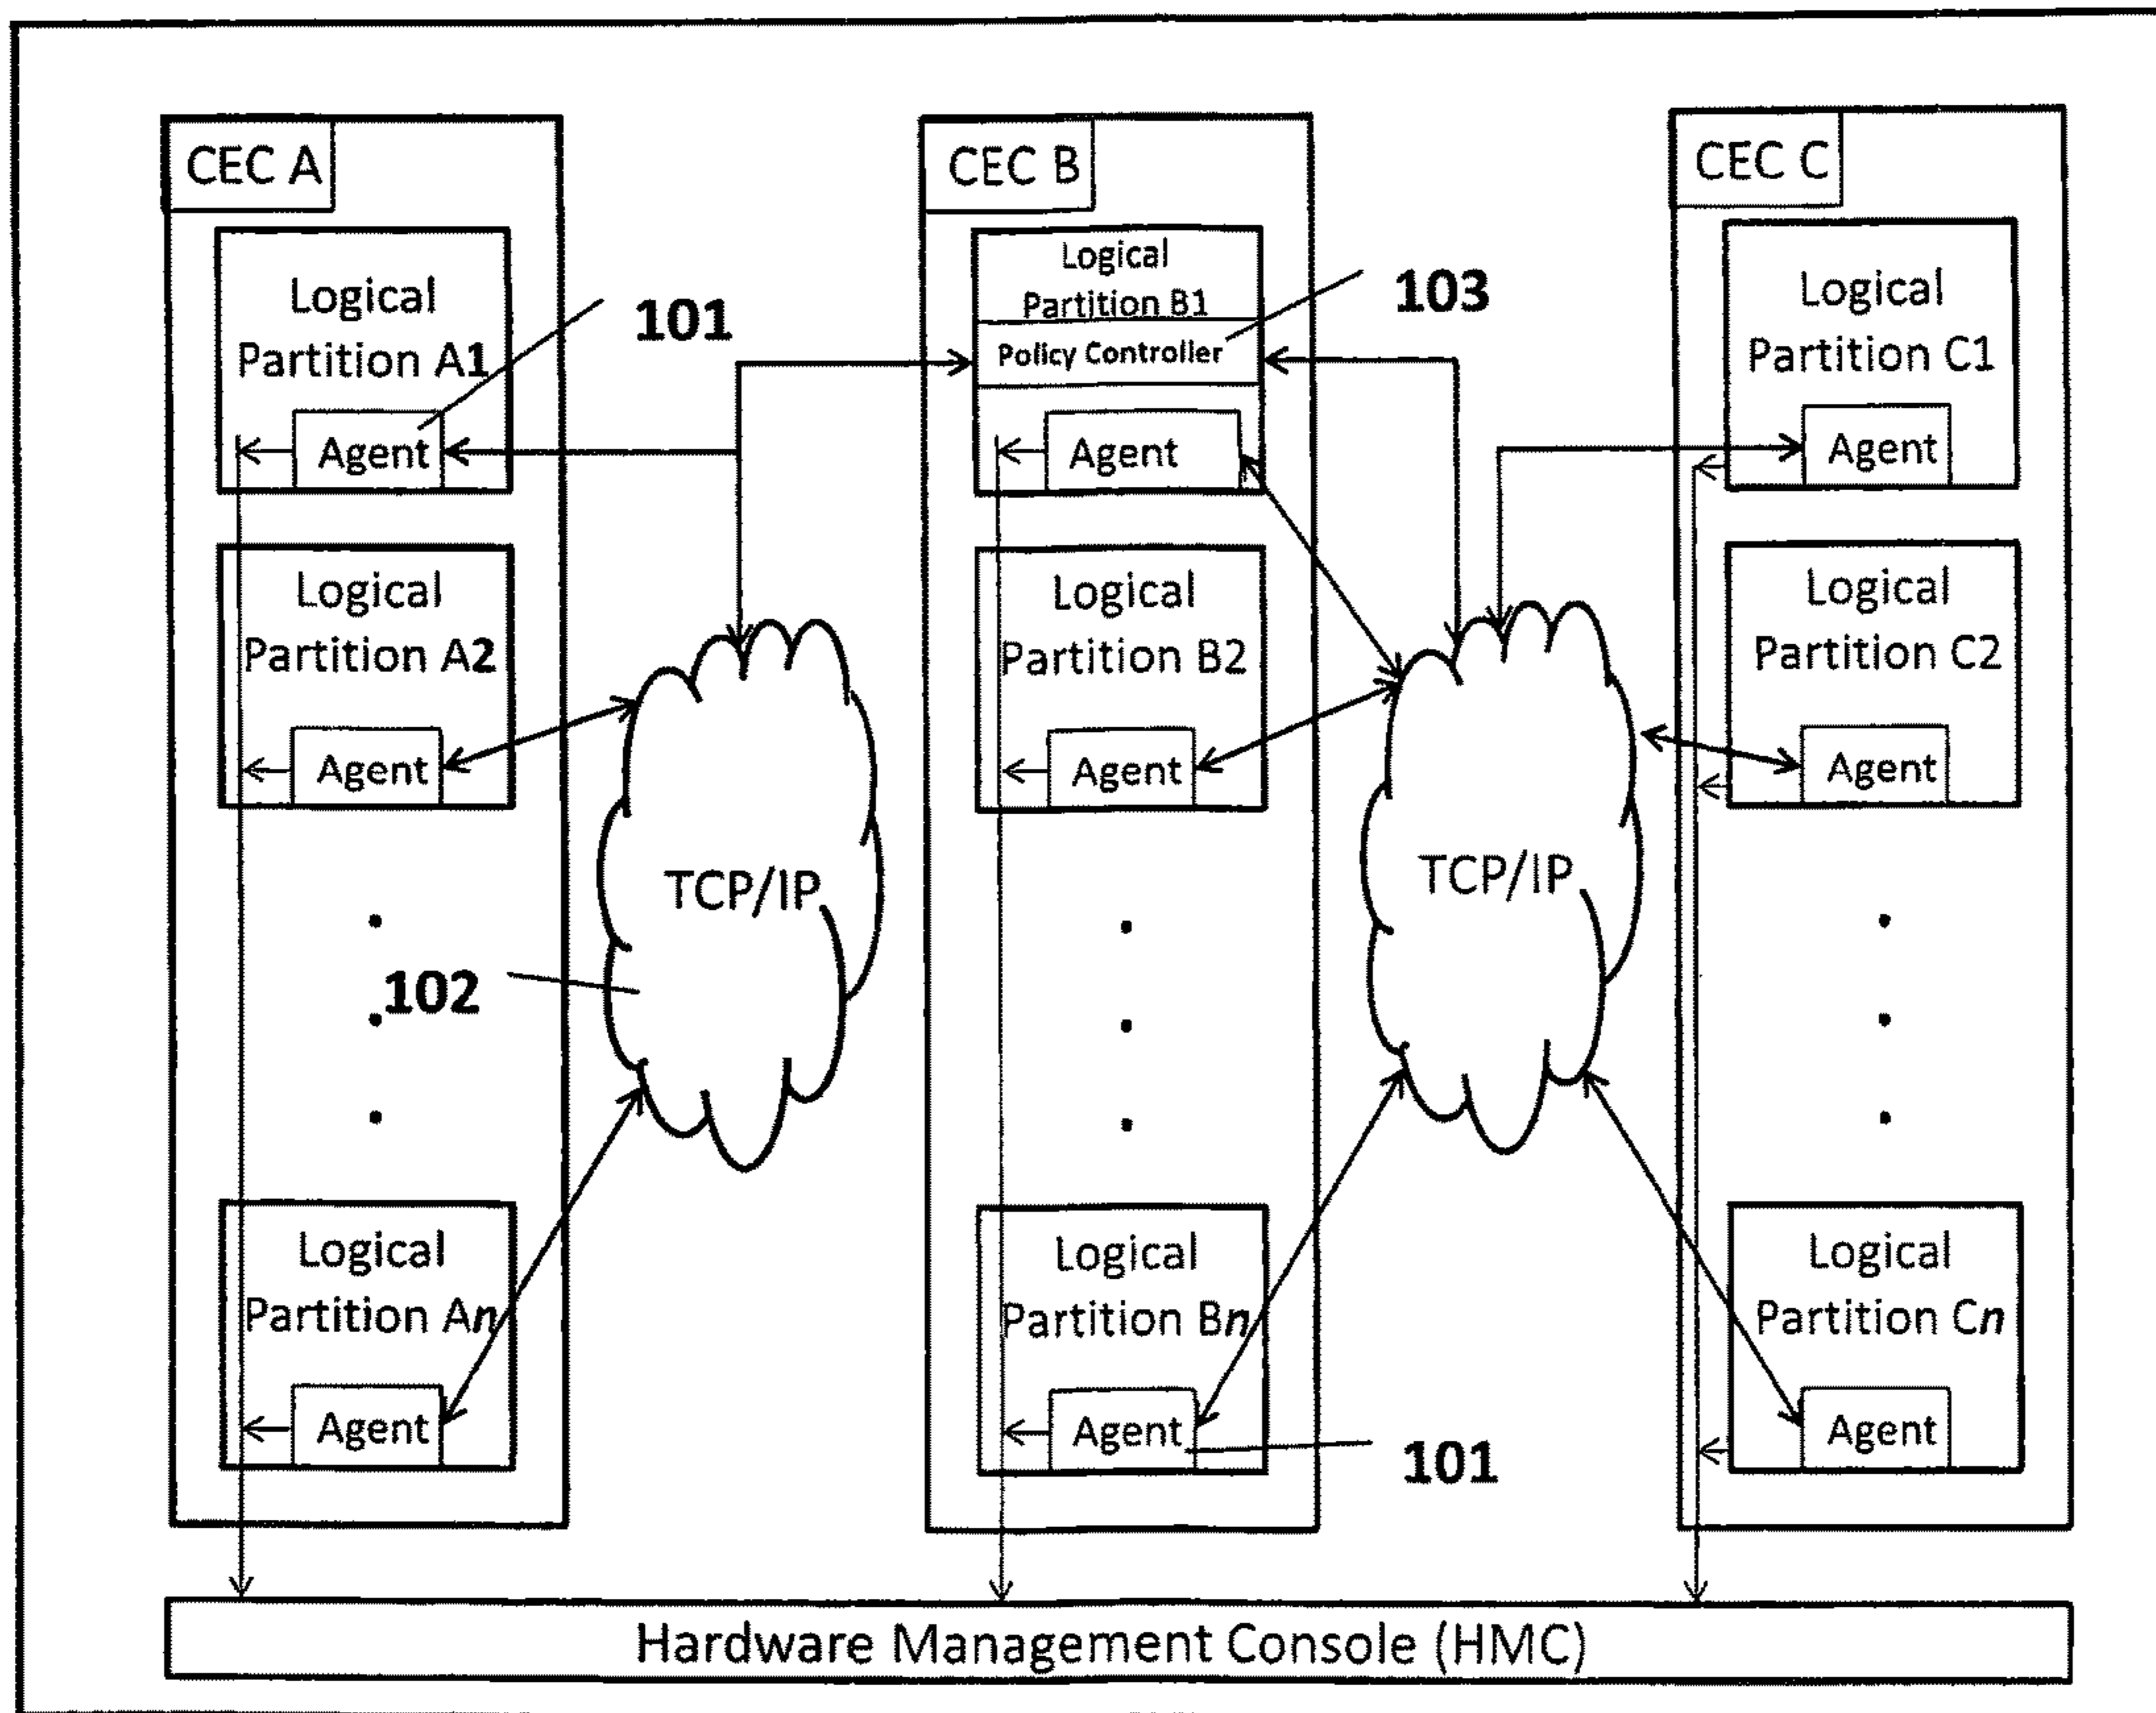 CEC A
Logical
Partition A1
Agent
101
Logical
Partition A2
Agent
Logical
Partition An
Agent
TCP/IP
102
CEC B
Logical
Partition B1
Policy Controller
Agent
103
Logical
Partition B2
Agent
Logical
Partition Bn
Agent
101
TCP/IP
CEC C
Logical
Partition C1
Agent
Logical
Partition C2
Agent
Logical
Partition Cn
Agent
Hardware Management Console (HMC)